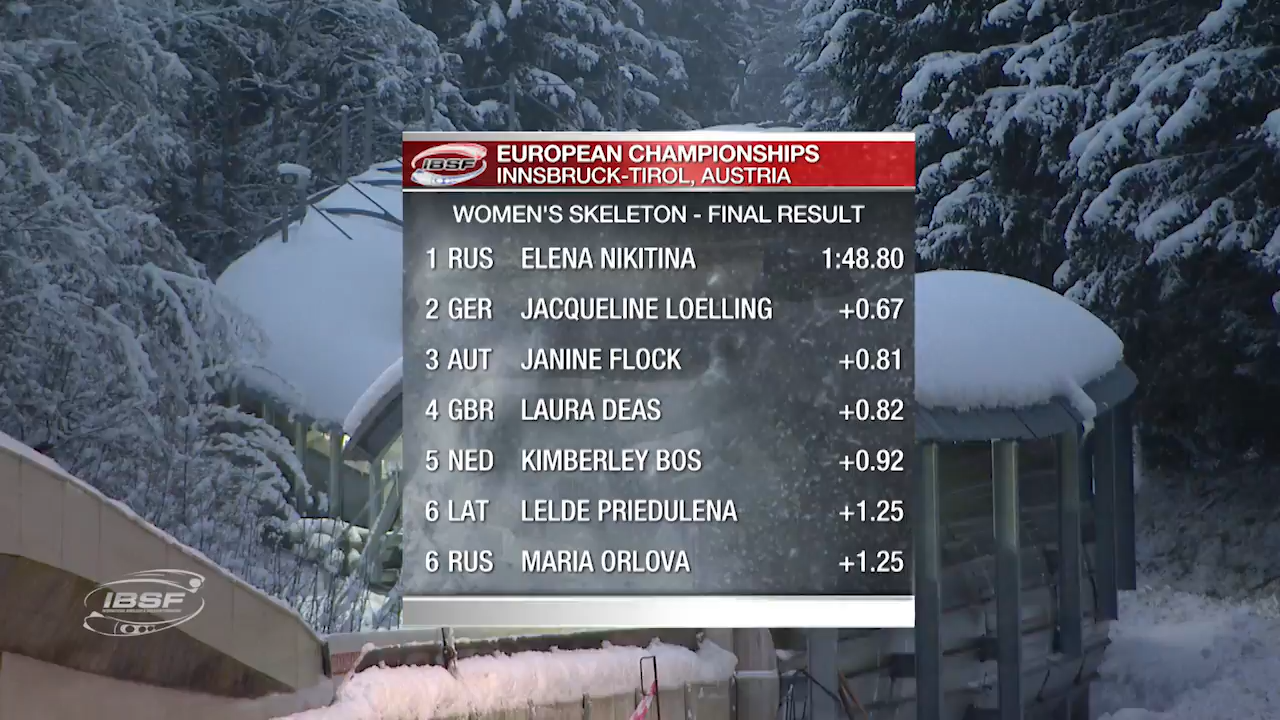 IBSF
EUROPEAN CHAMPIONSHIPS
INNSBRUCK-TIROL, AUSTRIA
WOMEN'S SKELETON - FINAL RESULT
1 RUS ELENA NIKITINA 1:48.80
2 GER JACQUELINE LOELLING +0.67
3 AUT JANINE FLOCK +0.81
4 GBR LAURA DEAS +0.82
5 NED KIMBERLEY BOS +0.92
6 LAT LELDE PRIEDULENA +1.25
6 RUS MARIA ORLOVA +1.25
IBSF